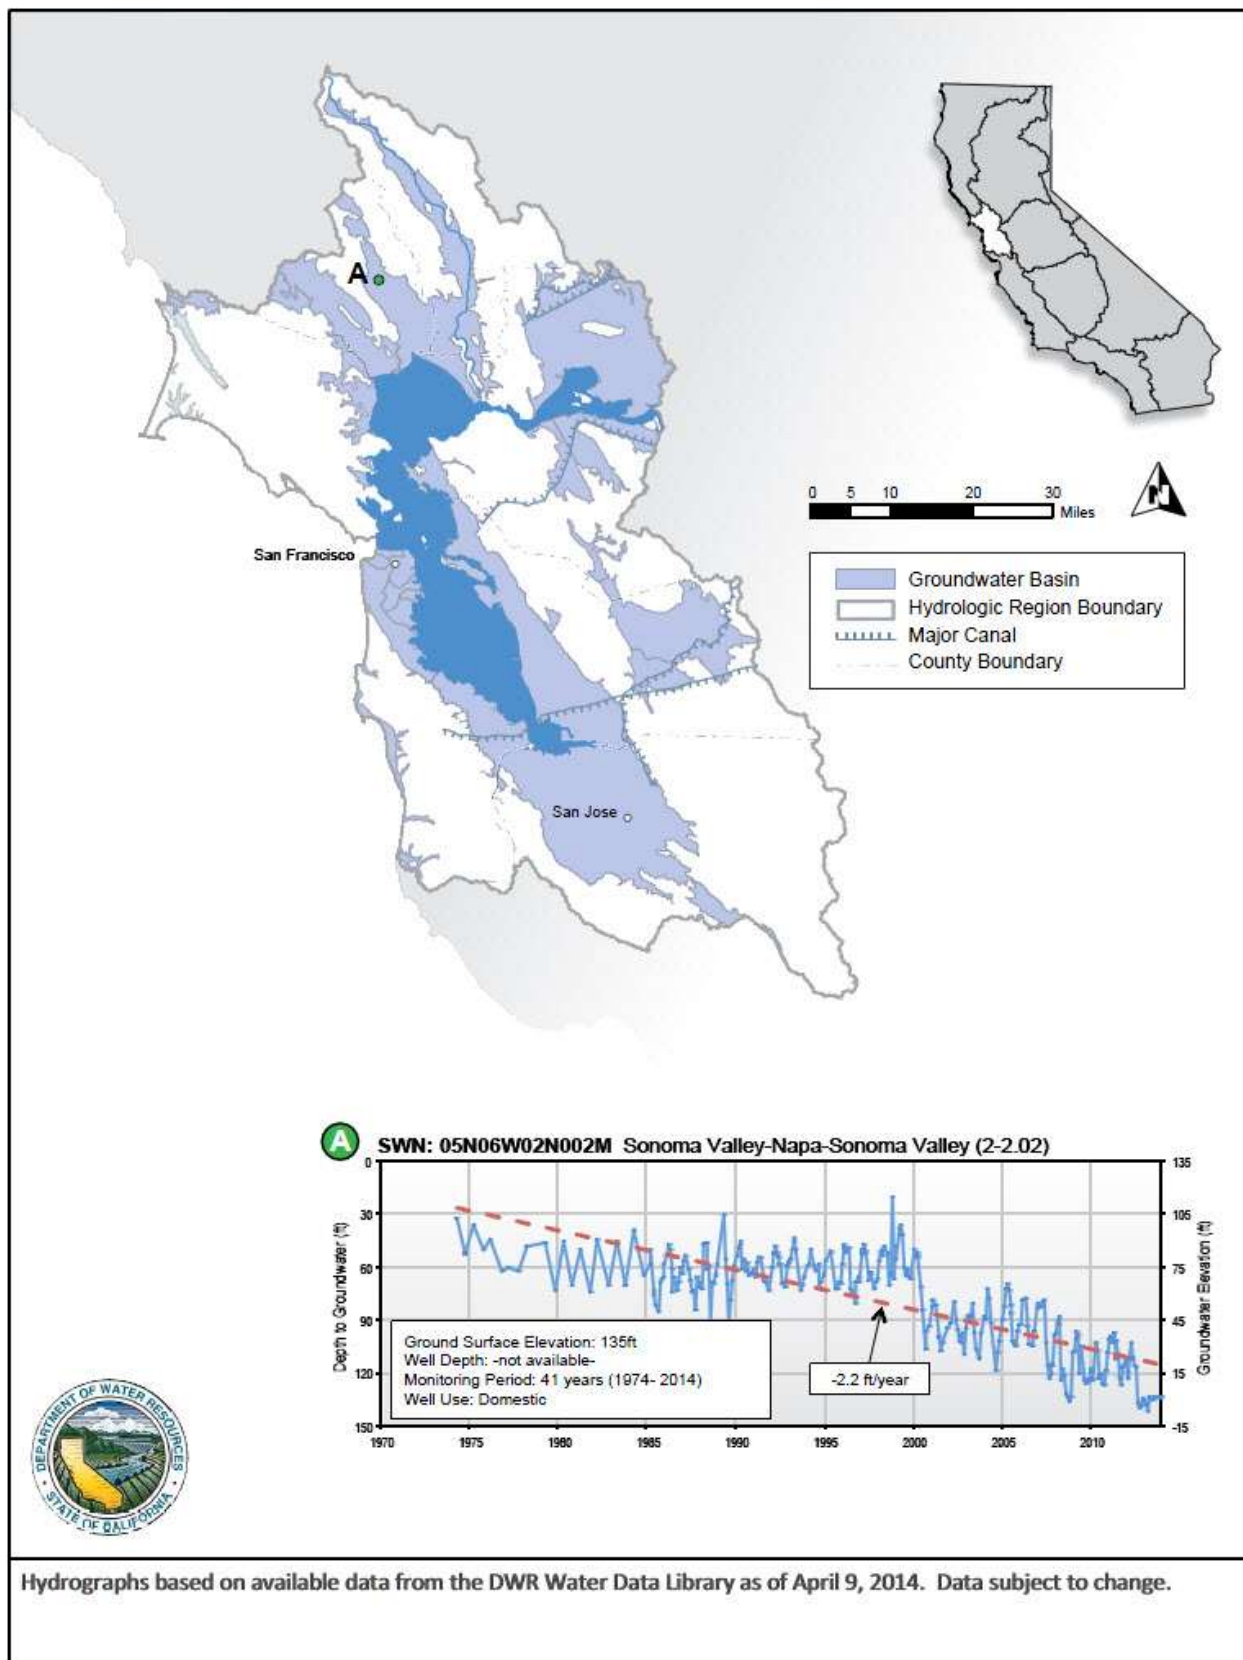 A
San Francisco
San Jose
0 5 10 20 30
Miles
N
Groundwater Basin
Hydrologic Region Boundary
Major Canal
County Boundary
A SWN: 05N06W02N002M Sonoma Valley-Napa-Sonoma Valley (2-2.02)
Depth to Groundwater (ft)
0
30
60
90
120
150
135
105
75
45
15
-15
Groundwater Elevation (ft)
Ground Surface Elevation: 135ft
Well Depth: -not available-
Monitoring Period: 41 years (1974- 2014)
Well Use: Domestic
-2.2 ft/year
1970 1975 1980 1985 1990 1995 2000 2005 2010
DEPARTMENT OF WATER RESOURCES
STATE OF CALIFORNIA
Hydrographs based on available data from the DWR Water Data Library as of April 9, 2014. Data subject to change.